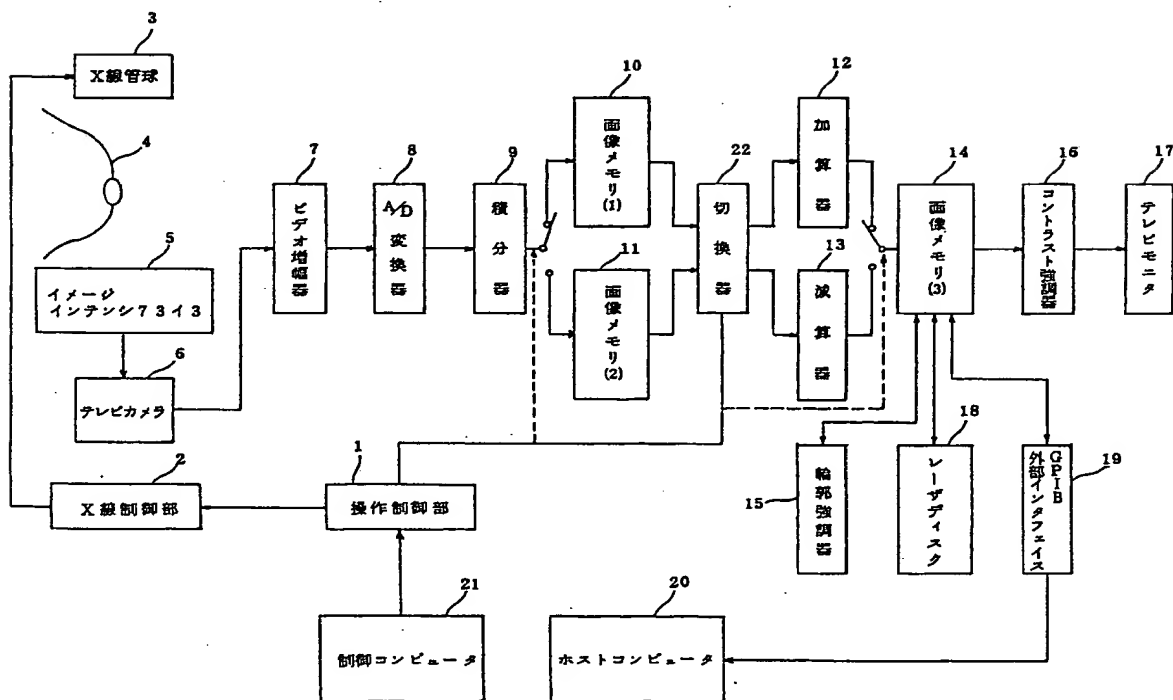 3
X線管球
4
5
イメージ
インテンシ73イ3
6
テレビカメラ
2
X線制御部
1
操作制御部
21
制御コンピュータ
20
ホストコンピュータ
7
ビデオ増幅器
8
A/D変換器
9
積分器
10
画像メモリ(1)
11
画像メモリ(2)
22
切換器
12
加算器
13
減算器
14
画像メモリ(3)
16
コントラスト強調器
17
テレビモニタ
15
輪郭強調器
18
レーザディスク
19
GPIB
外部インタフェイス